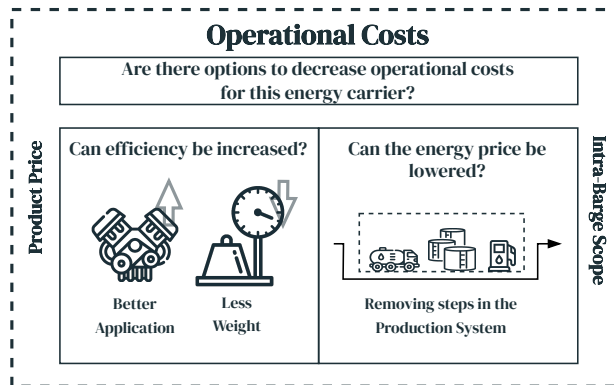 Operational Costs
Are there options to decrease operational costs
for this energy carrier?
Product Price
Can efficiency be increased?
Better
Application
Less
Weight
Can the energy price be
lowered?
Removing steps in the
Production System
Intra-Barge Scope